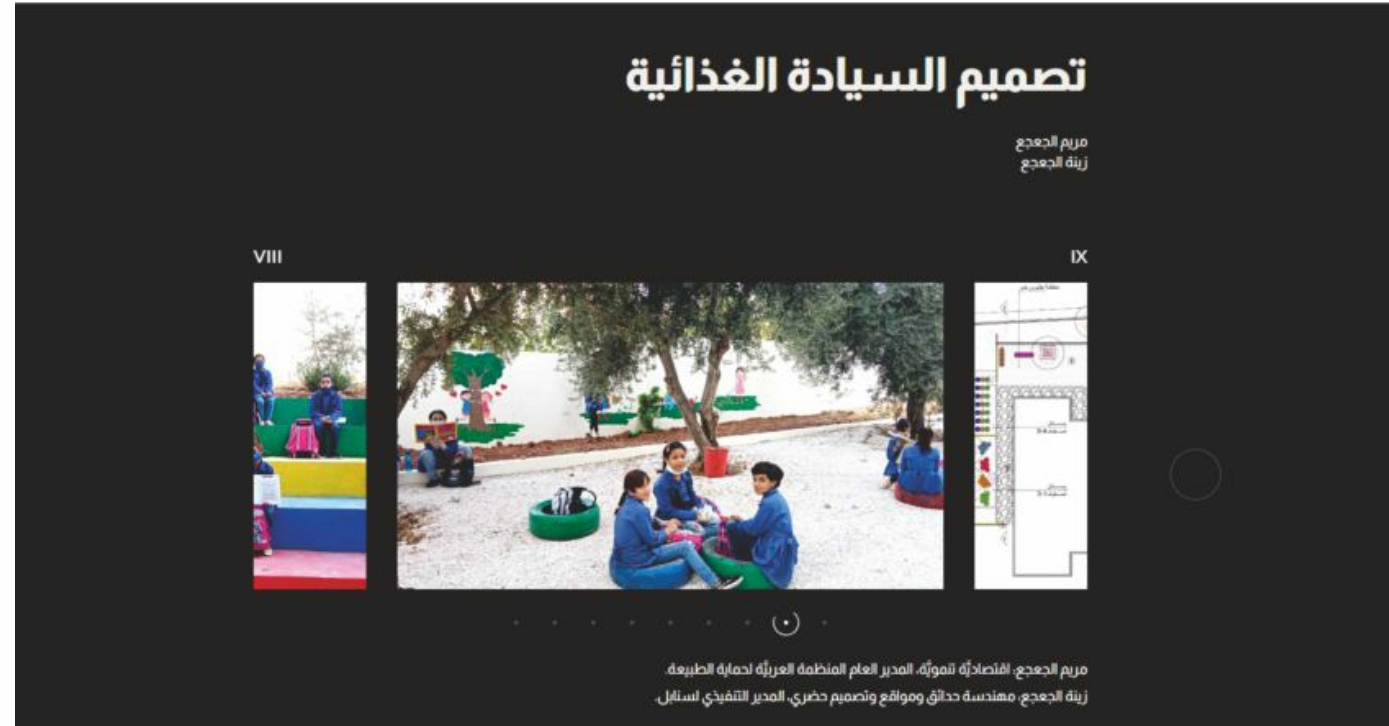 تصميم السيادة الغذائية
مريم الجعجع
زينة الجعجع
IX
VIII
مريم الجعجع، اقتصاديَّة تنمويَّة، المدير العام المنظمة العربيَّة لحماية الطبيعة.
زينة الجعجع، مهندسة حدائق ومواقع وتصميم حضري، المدير التنفيذي لسنابل.